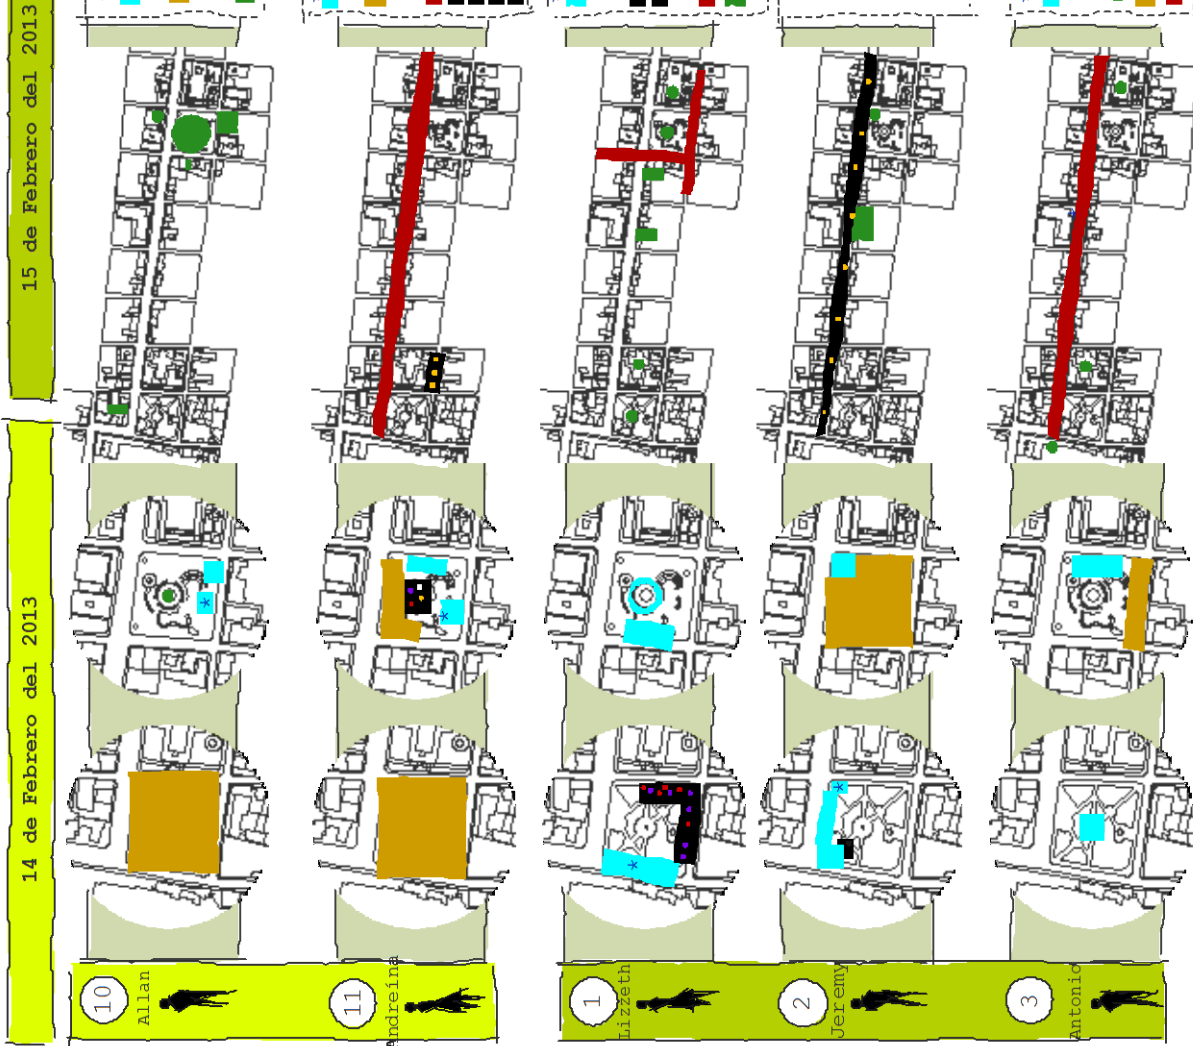 15 de Febrero del 2013
14 de Febrero del 2013
10
Allan
11
Andreína
1
Lizzeth
2
Jeremy
3
Antonio